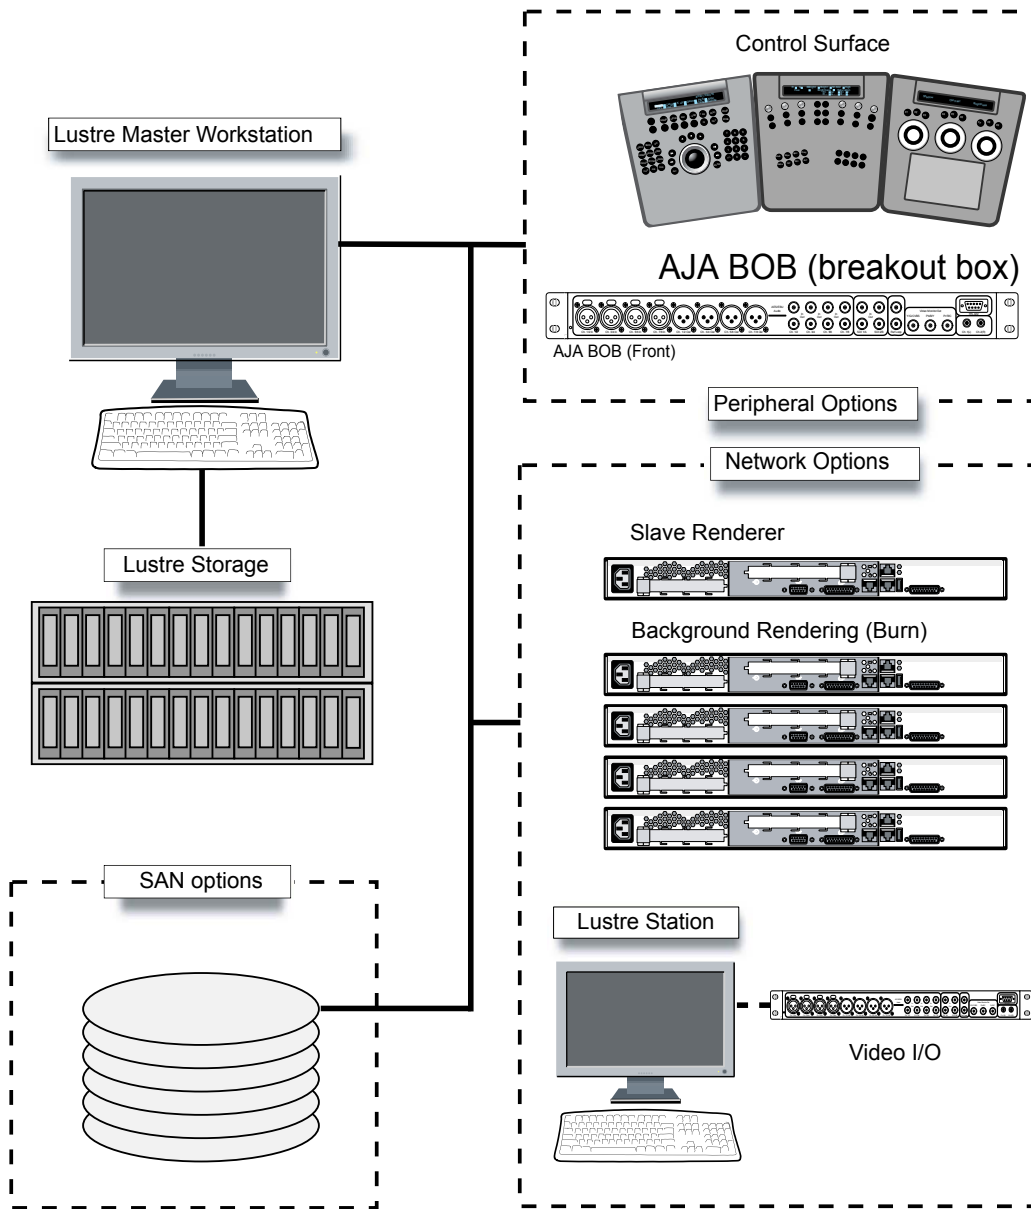 Control Surface
Lustre Master Workstation
AJA BOB (breakout box)
AJA BOB (Front)
Peripheral Options
Network Options
Slave Renderer
Lustre Storage
Background Rendering (Burn)
SAN options
Lustre Station
Video I/O